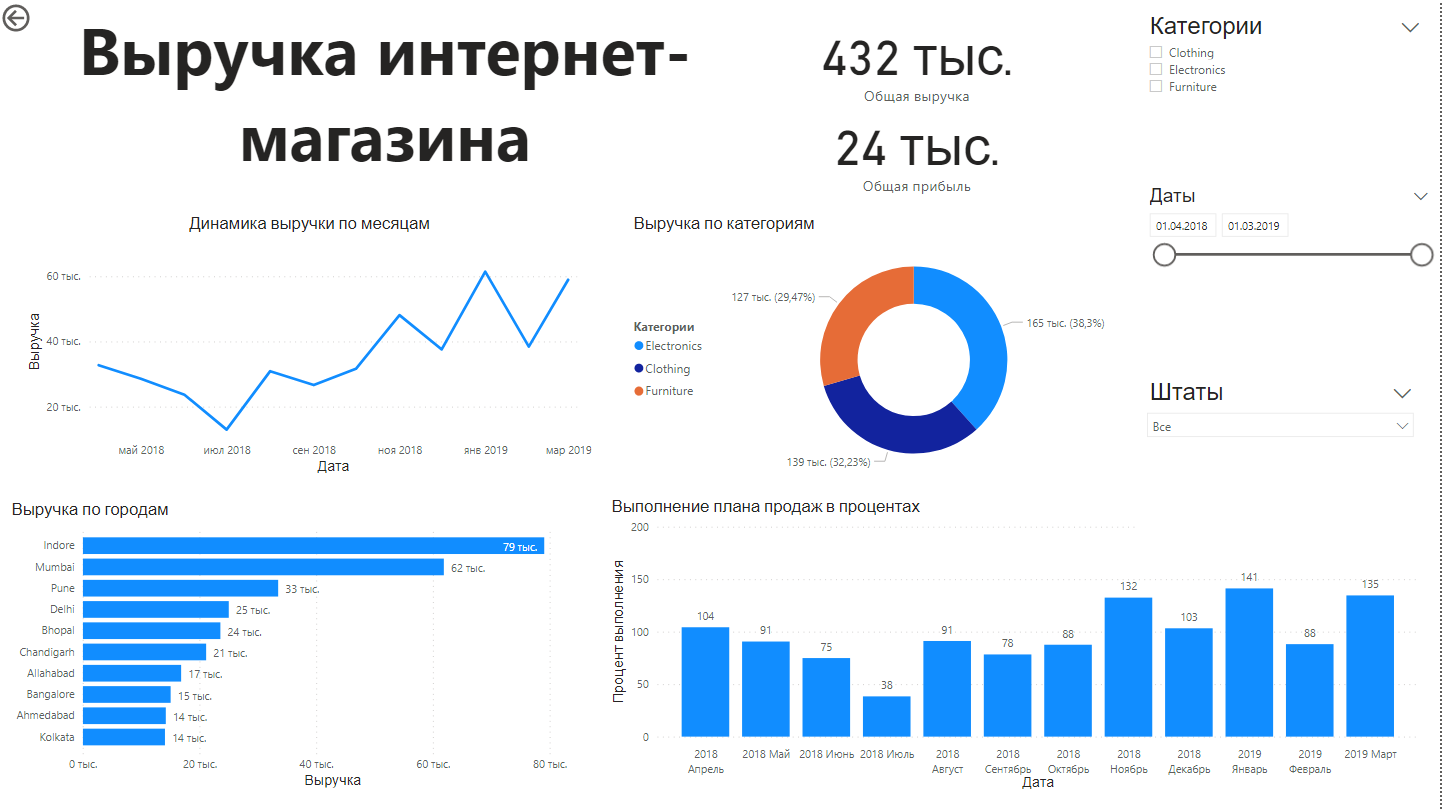 Выручка интернет-
магазина
432 тыс.
Общая выручка
24 тыс.
Общая прибыль
Категории
Clothing
Electronics
Furniture
Даты
01.04.2018 01.03.2019
Штаты
Все
Динамика выручки по месяцам
Выручка
60 тыс.
40 тыс.
20 тыс.
май 2018 июл 2018 сен 2018 ноя 2018 янв 2019 мар 2019
Дата
Выручка по категориям
Категории
Electronics
Clothing
Furniture
127 тыс. (29,47%)
165 тыс. (38,3%)
139 тыс. (32,23%)
Выручка по городам
Indore 79 тыс.
Mumbai 62 тыс.
Pune 33 тыс.
Delhi 25 тыс.
Bhopal 24 тыс.
Chandigarh 21 тыс.
Allahabad 17 тыс.
Bangalore 15 тыс.
Ahmedabad 14 тыс.
Kolkata 14 тыс.
0 тыс. 20 тыс. 40 тыс. 60 тыс. 80 тыс.
Выручка
Выполнение плана продаж в процентах
Процент выполнения
200
150
100
50
0
104 91 75 38 91 78 88 132 103 141 88 135
2018 Апрель 2018 Май 2018 Июнь 2018 Июль 2018 Август 2018 Сентябрь 2018 Октябрь 2018 Ноябрь 2018 Декабрь 2019 Январь 2019 Февраль 2019 Март
Дата